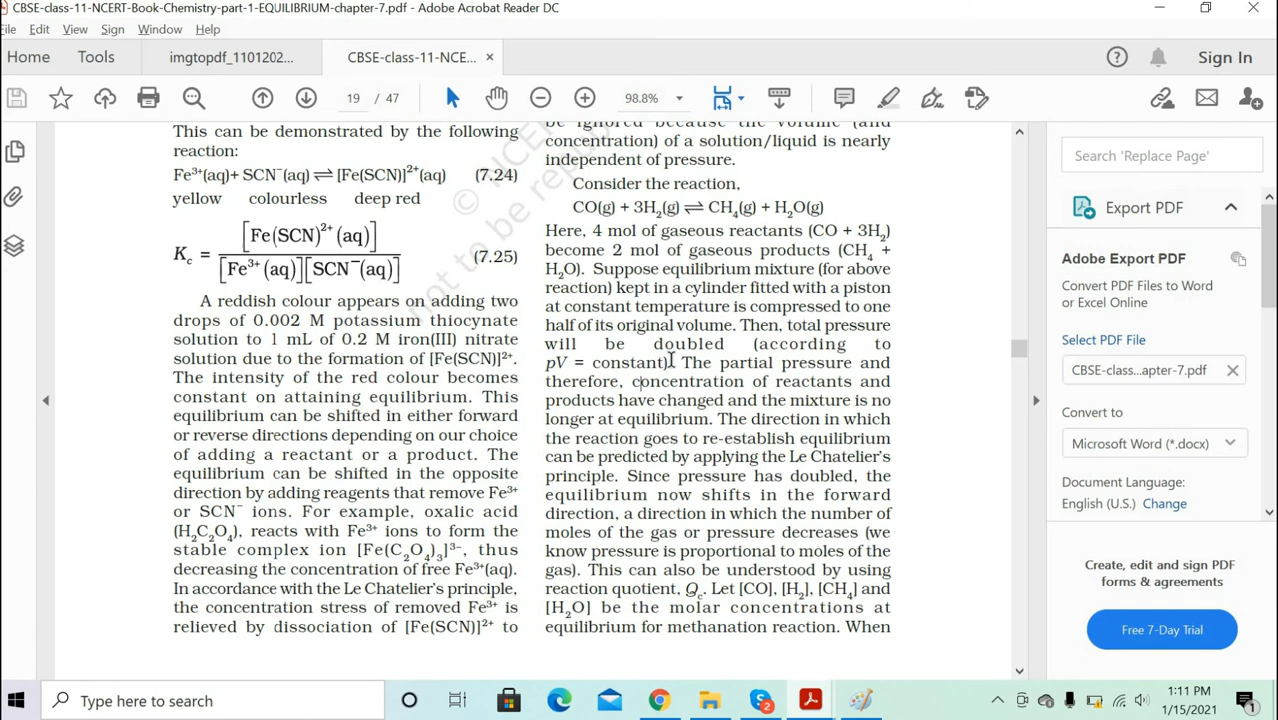 CBSE-class-11-NCERT-Book-Chemistry-part-1-EQUILIBRIUM-chapter-7.pdf - Adobe Acrobat Reader DC
File Edit View Sign Window Help
Home Tools imgtopdf_1101202... CBSE-class-11-NCE... × Sign In
19 / 47 98.8%
This can be demonstrated by the following
reaction:
Fe³⁺(aq)+ SCN⁻(aq) ⇌ [Fe(SCN)]²⁺(aq) (7.24)
yellow colourless deep red
K_c = [Fe(SCN)²⁺(aq)] / [Fe³⁺(aq)][SCN⁻(aq)] (7.25)
A reddish colour appears on adding two
drops of 0.002 M potassium thiocynate
solution to 1 mL of 0.2 M iron(III) nitrate
solution due to the formation of [Fe(SCN)]²⁺.
The intensity of the red colour becomes
constant on attaining equilibrium. This
equilibrium can be shifted in either forward
or reverse directions depending on our choice
of adding a reactant or a product. The
equilibrium can be shifted in the opposite
direction by adding reagents that remove Fe³⁺
or SCN⁻ ions. For example, oxalic acid
(H₂C₂O₄), reacts with Fe³⁺ ions to form the
stable complex ion [Fe(C₂O₄)₃]³⁻, thus
decreasing the concentration of free Fe³⁺(aq).
In accordance with the Le Chatelier's principle,
the concentration stress of removed Fe³⁺ is
relieved by dissociation of [Fe(SCN)]²⁺ to
be ignored because the volume (and
concentration) of a solution/liquid is nearly
independent of pressure.
Consider the reaction,
CO(g) + 3H₂(g) ⇌ CH₄(g) + H₂O(g)
Here, 4 mol of gaseous reactants (CO + 3H₂)
become 2 mol of gaseous products (CH₄ +
H₂O). Suppose equilibrium mixture (for above
reaction) kept in a cylinder fitted with a piston
at constant temperature is compressed to one
half of its original volume. Then, total pressure
will be doubled (according to
pV = constant). The partial pressure and
therefore, concentration of reactants and
products have changed and the mixture is no
longer at equilibrium. The direction in which
the reaction goes to re-establish equilibrium
can be predicted by applying the Le Chatelier's
principle. Since pressure has doubled, the
equilibrium now shifts in the forward
direction, a direction in which the number of
moles of the gas or pressure decreases (we
know pressure is proportional to moles of the
gas). This can also be understood by using
reaction quotient, Q_c. Let [CO], [H₂], [CH₄] and
[H₂O] be the molar concentrations at
equilibrium for methanation reaction. When
© NCE
not to be repub
Search 'Replace Page'
Export PDF
Adobe Export PDF
Convert PDF Files to Word
or Excel Online
Select PDF File
CBSE-class...apter-7.pdf ×
Convert to
Microsoft Word (*.docx)
Document Language:
English (U.S.) Change
Create, edit and sign PDF
forms & agreements
Free 7-Day Trial
Type here to search
2
1:11 PM
1/15/2021
1